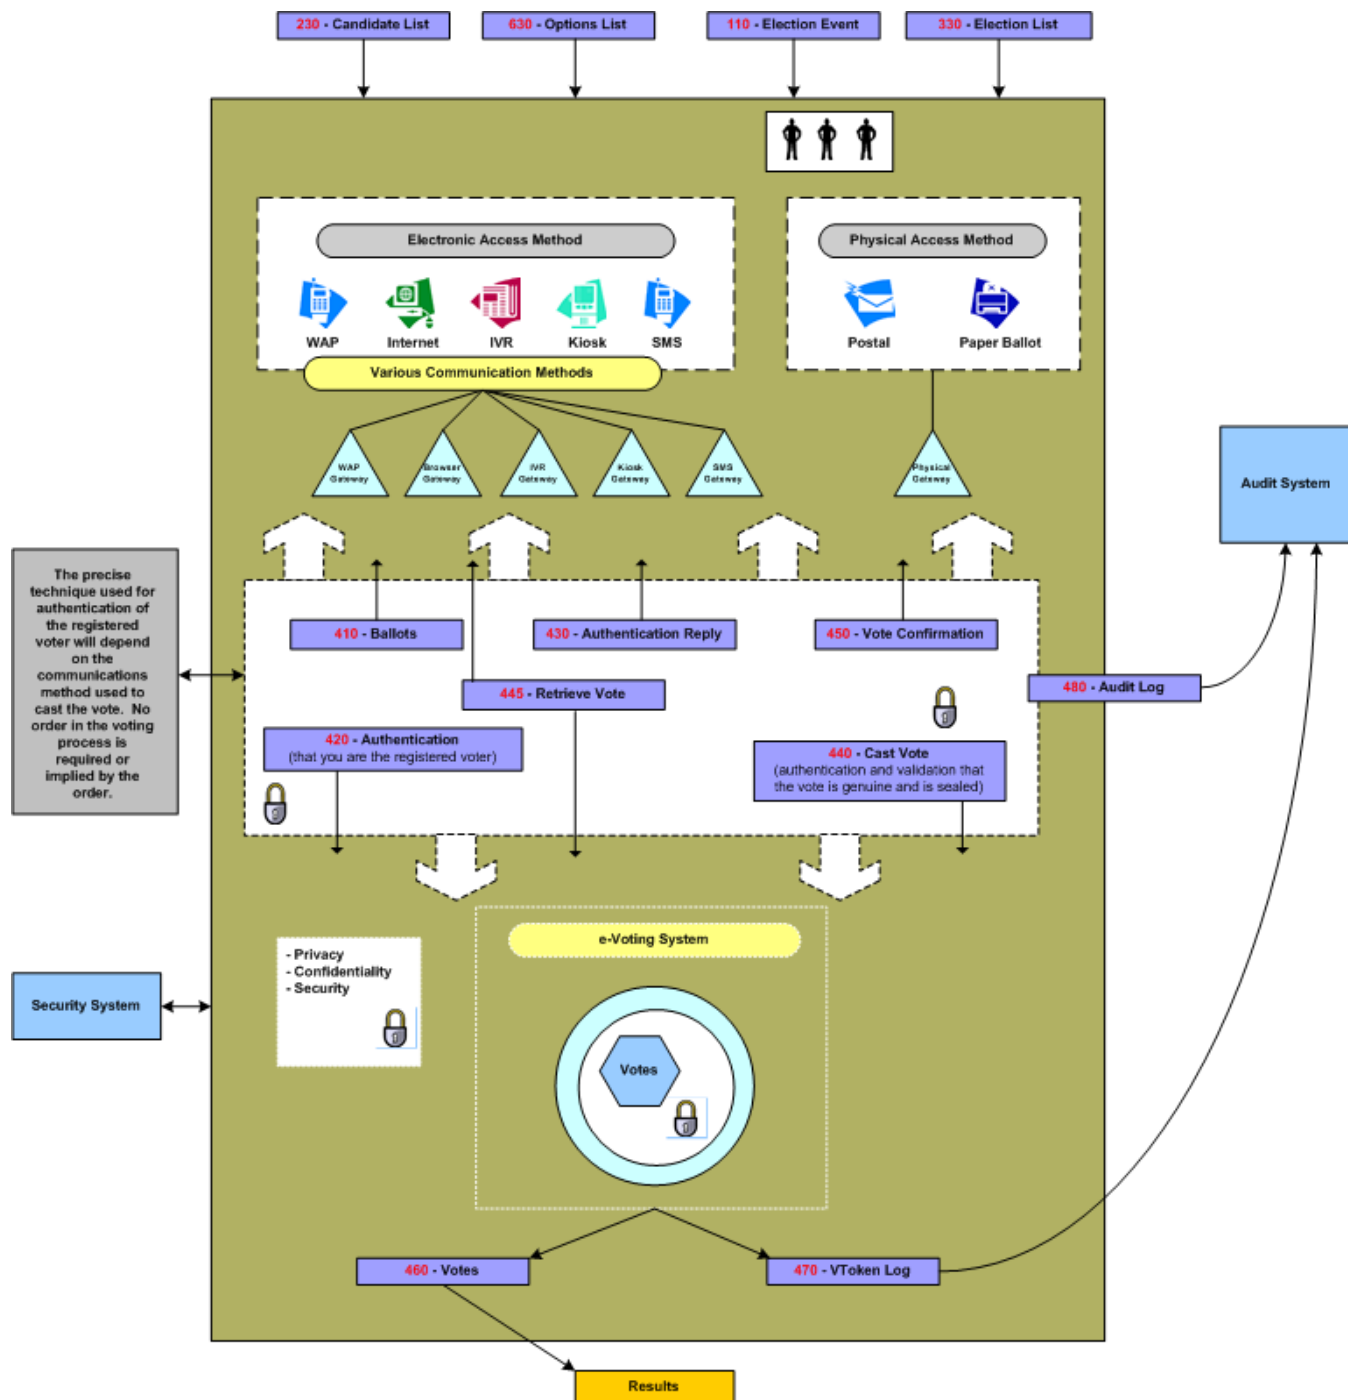 230 - Candidate List
630 - Options List
110 - Election Event
330 - Election List
Electronic Access Method
Physical Access Method
WAP
Internet
IVR
Kiosk
SMS
Postal
Paper Ballot
Various Communication Methods
WAP
Gateway
Browser
Gateway
IVR
Gateway
Kiosk
Gateway
SMS
Gateway
Physical
Gateway
Audit System
The precise
technique used for
authentication of
the registered
voter will depend
on the
communications
method used to
cast the vote. No
order in the voting
process is
required or
implied by the
order.
410 - Ballots
430 - Authentication Reply
450 - Vote Confirmation
445 - Retrieve Vote
480 - Audit Log
420 - Authentication
(that you are the registered voter)
440 - Cast Vote
(authentication and validation that
the vote is genuine and is sealed)
e-Voting System
- Privacy
- Confidentiality
- Security
Security System
Votes
460 - Votes
470 - VToken Log
Results